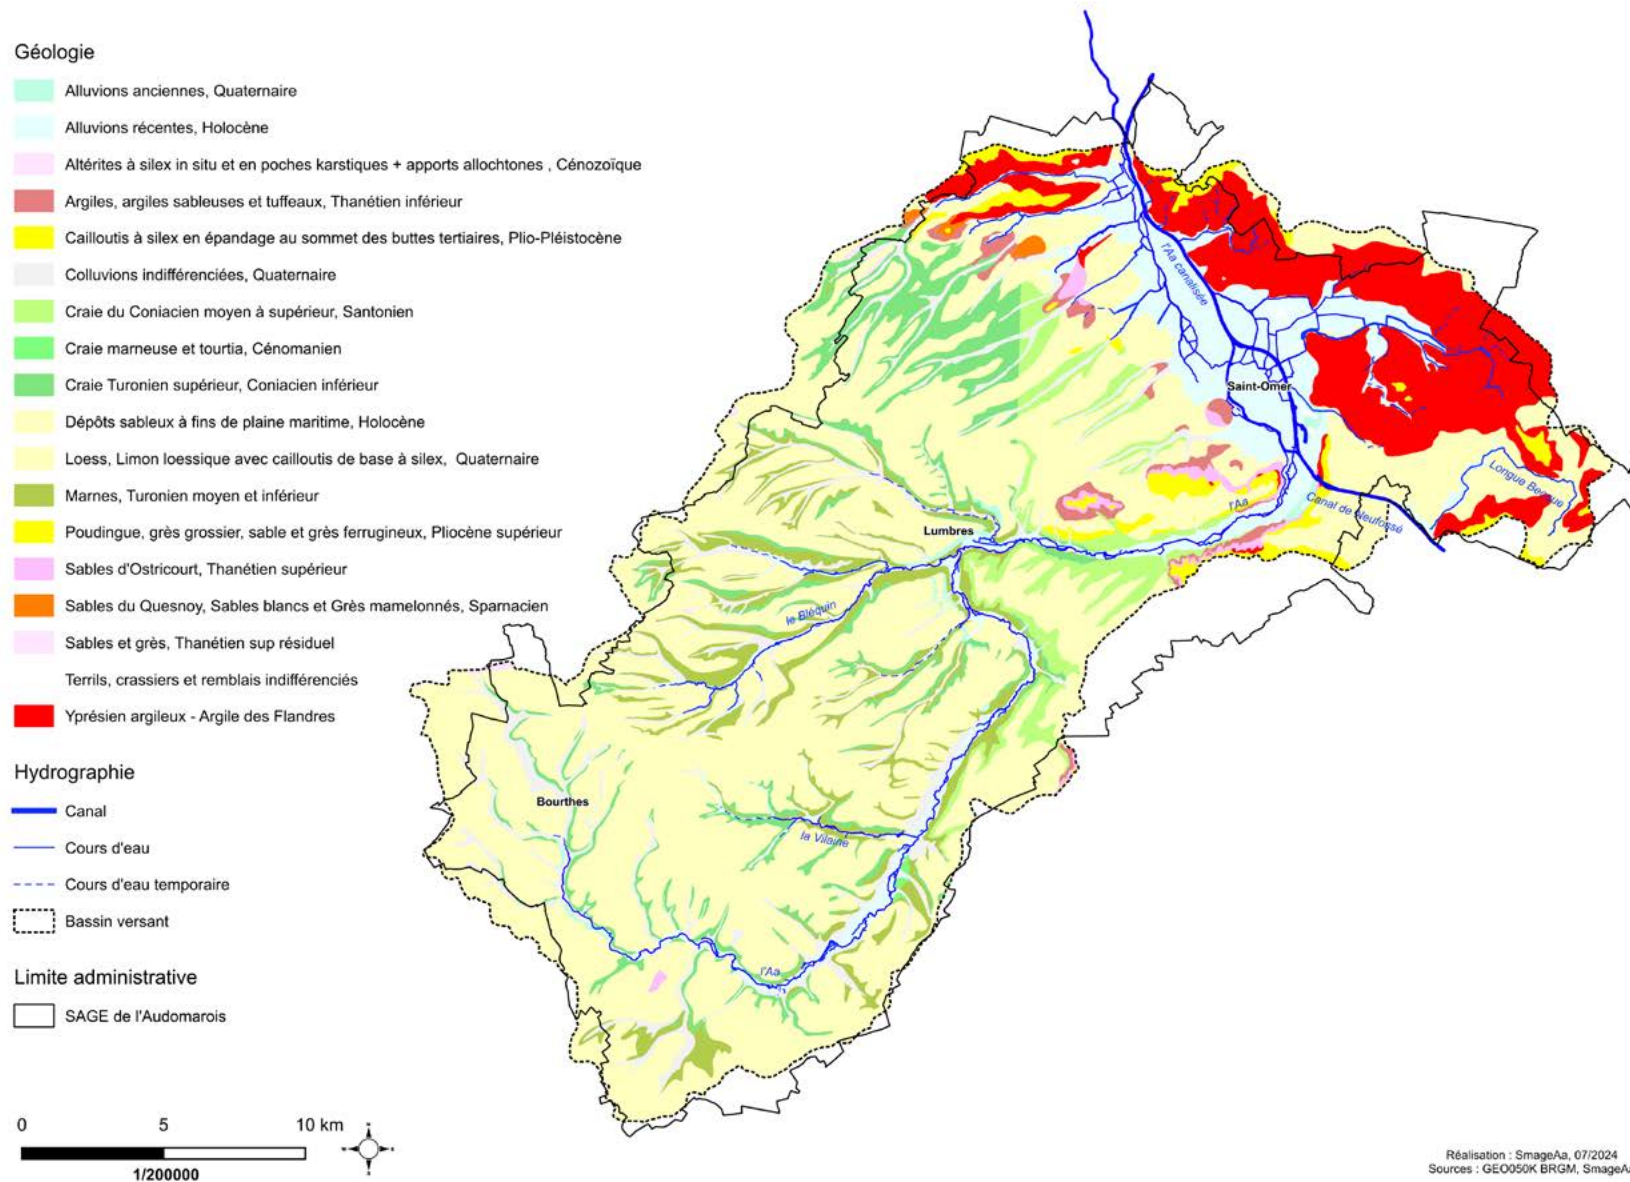 Géologie
Alluvions anciennes, Quaternaire
Alluvions récentes, Holocène
Altérites à silex in situ et en poches karstiques + apports allochtones , Cénozoïque
Argiles, argiles sableuses et tuffeaux, Thanétien inférieur
Cailloutis à silex en épandage au sommet des buttes tertiaires, Plio-Pléistocène
Colluvions indifférenciées, Quaternaire
Craie du Coniacien moyen à supérieur, Santonien
Craie marneuse et tourtia, Cénomanien
Craie Turonien supérieur, Coniacien inférieur
Dépôts sableux à fins de plaine maritime, Holocène
Loess, Limon loessique avec cailloutis de base à silex, Quaternaire
Marnes, Turonien moyen et inférieur
Poudingue, grès grossier, sable et grès ferrugineux, Pliocène supérieur
Sables d'Ostricourt, Thanétien supérieur
Sables du Quesnoy, Sables blancs et Grès mamelonnés, Sparnacien
Sables et grès, Thanétien sup résiduel
Terrils, crassiers et remblais indifférenciés
Yprésien argileux - Argile des Flandres
Hydrographie
Canal
Cours d'eau
Cours d'eau temporaire
Bassin versant
Limite administrative
SAGE de l'Audomarois
0 5 10 km
1/200000
l'Aa canalisée
Saint-Omer
Longue Becque
Canal de Neufossé
l'Aa
Lumbres
le Bléquin
Bourthes
la Vilaine
l'Aa
Réalisation : SmageAa, 07/2024
Sources : GEO050K BRGM, SmageAa